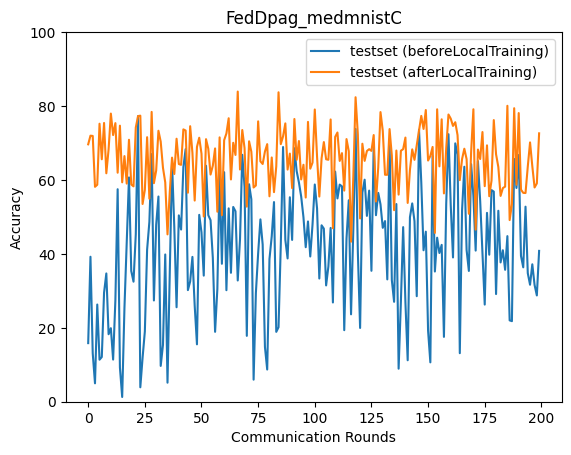 FedDpag_medmnistC
testset (beforeLocalTraining)
testset (afterLocalTraining)
Accuracy
100
80
60
40
20
0
0 25 50 75 100 125 150 175 200
Communication Rounds